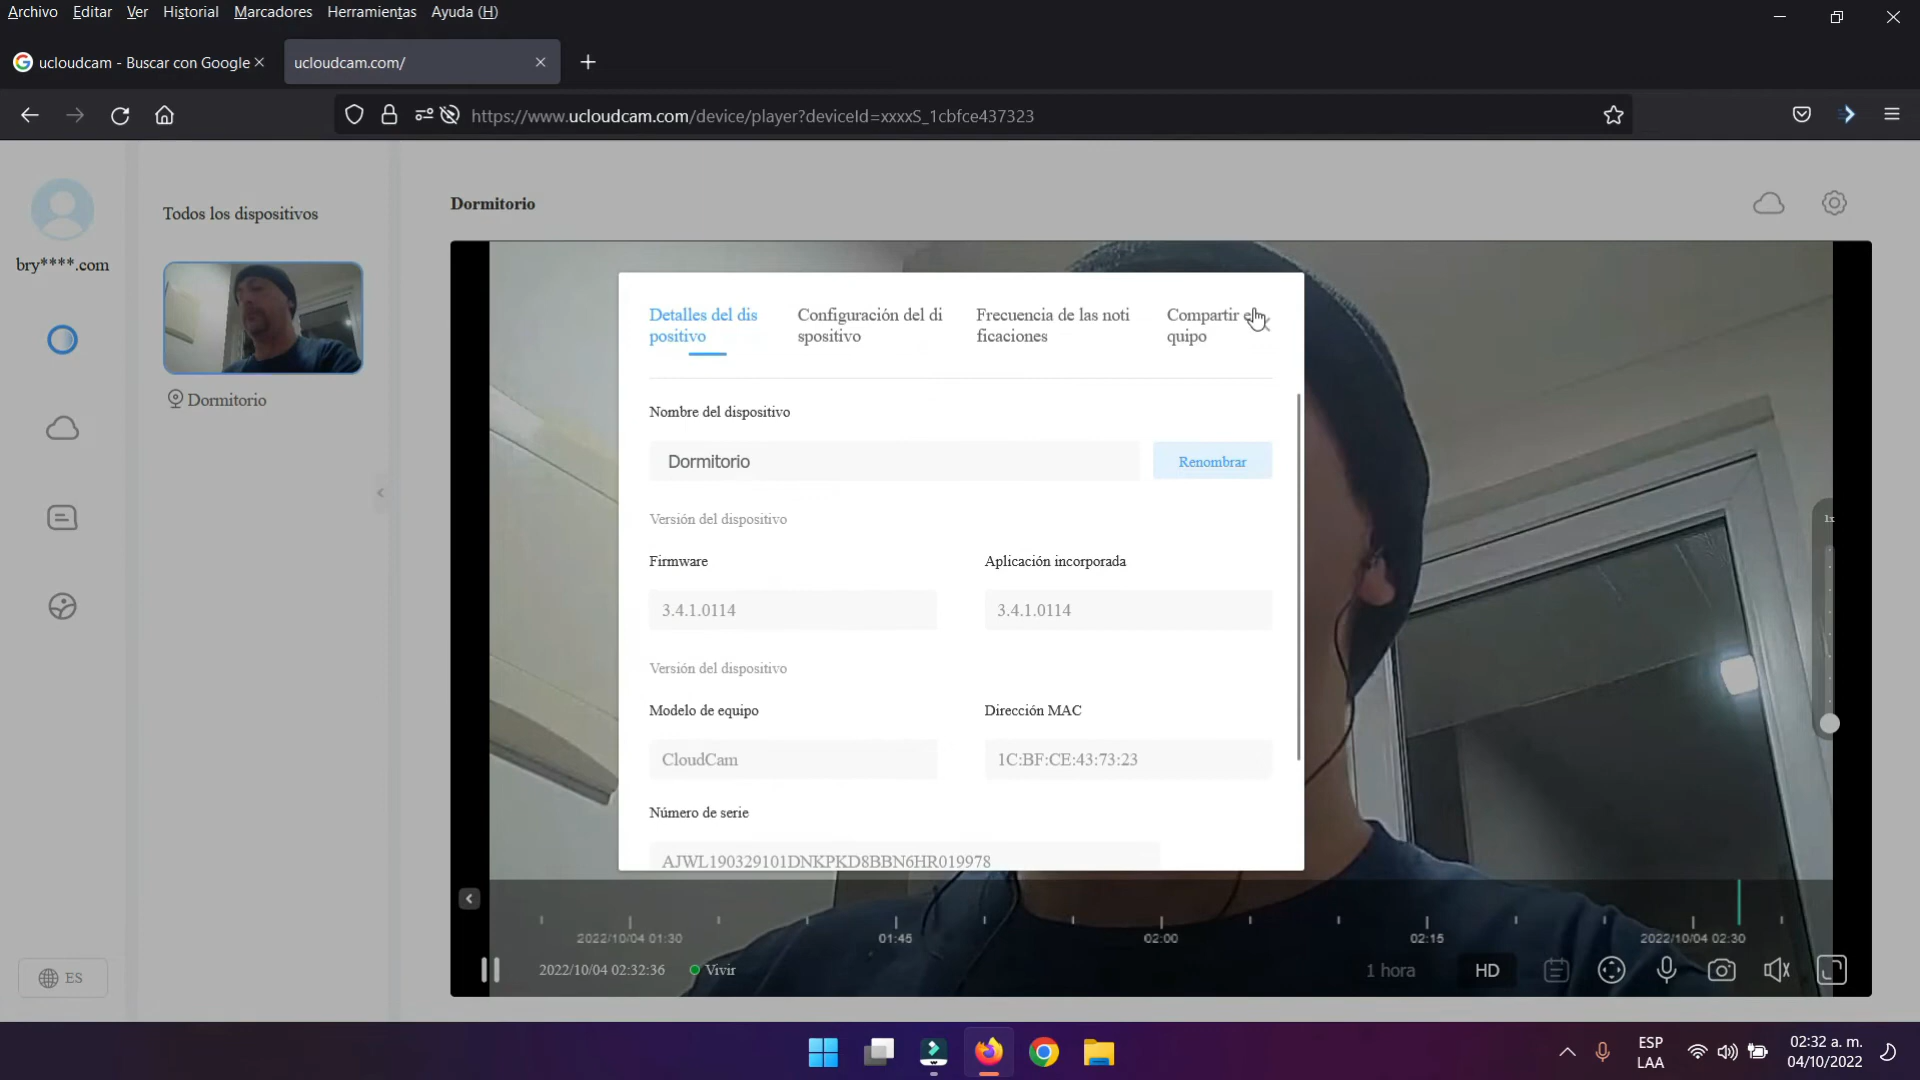 Archivo Editar Ver Historial Marcadores Herramientas Ayuda (H)
ucloudcam - Buscar con Google
ucloudcam.com/
https://www.ucloudcam.com/device/player?deviceId=xxxxS_1cbfce437323
bry****.com
Todos los dispositivos
Dormitorio
Dormitorio
Detalles del dis
positivo
Configuración del di
spositivo
Frecuencia de las noti
ficaciones
Compartir
quipo
Nombre del dispositivo
Dormitorio
Renombrar
Versión del dispositivo
Firmware
Aplicación incorporada
3.4.1.0114
3.4.1.0114
Versión del dispositivo
Modelo de equipo
Dirección MAC
CloudCam
1C:BF:CE:43:73:23
Número de serie
AJWL190329101DNKPKD8BBN6HR019978
1x
2022/10/04 01:30
01:45
02:00
02:15
2022/10/04 02:30
2022/10/04 02:32:36
Vivir
1 hora
HD
ES
ESP
LAA
02:32 a. m.
04/10/2022